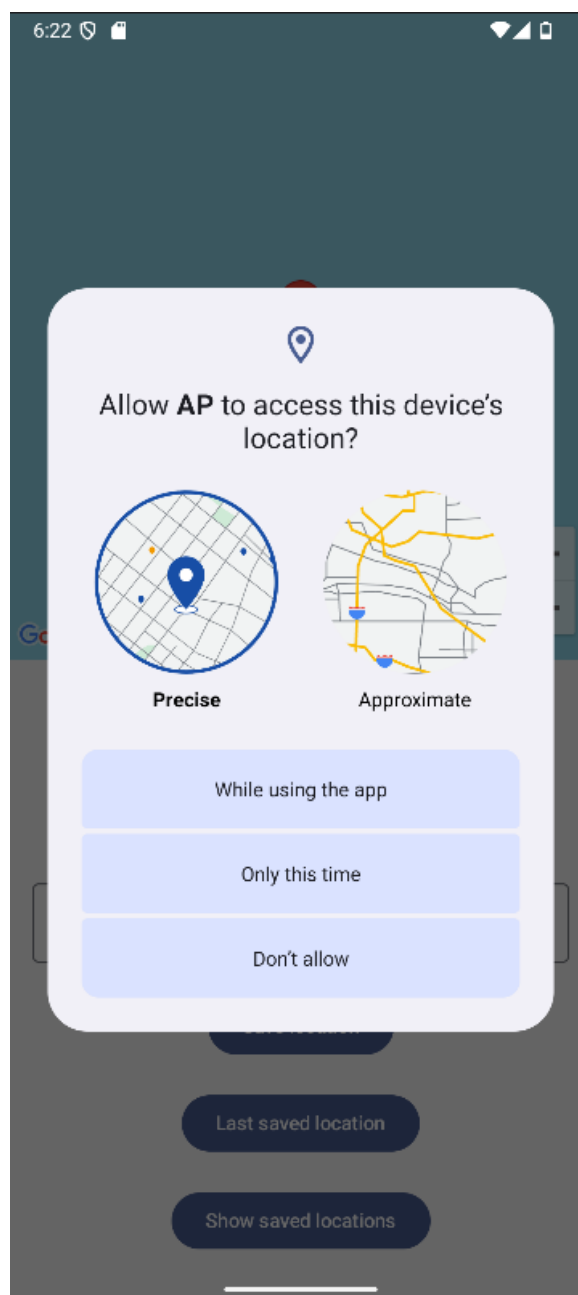 6:22
Allow AP to access this device's
location?
Precise
Approximate
While using the app
Only this time
Don't allow
Last saved location
Show saved locations